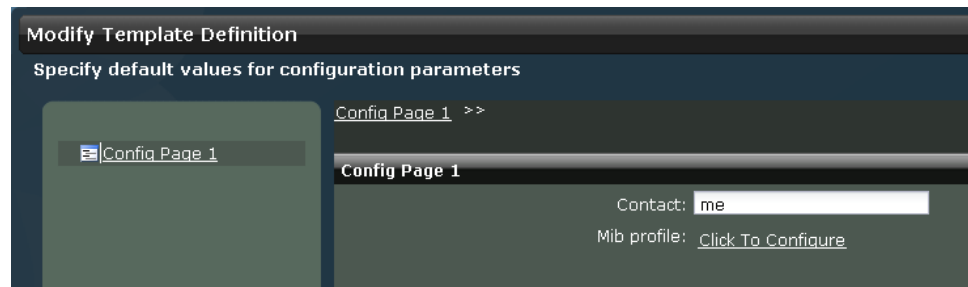 Modify Template Definition
Specify default values for configuration parameters
Config Page 1 >>
Config Page 1
Config Page 1
Contact: me
Mib profile: Click To Configure